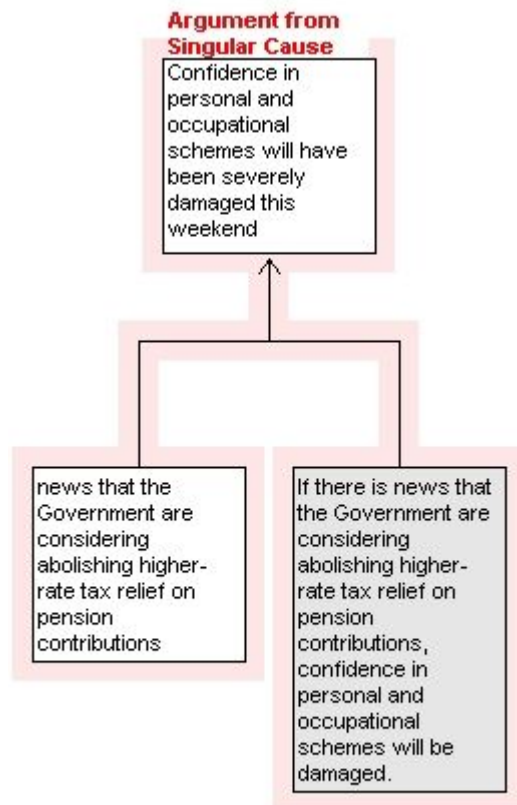 Argument from
Singular Cause
Confidence in
personal and
occupational
schemes will have
been severely
damaged this
weekend
news that the
Government are
considering
abolishing higher-
rate tax relief on
pension
contributions
If there is news that
the Government are
considering
abolishing higher-
rate tax relief on
pension
contributions,
confidence in
personal and
occupational
schemes will be
damaged.